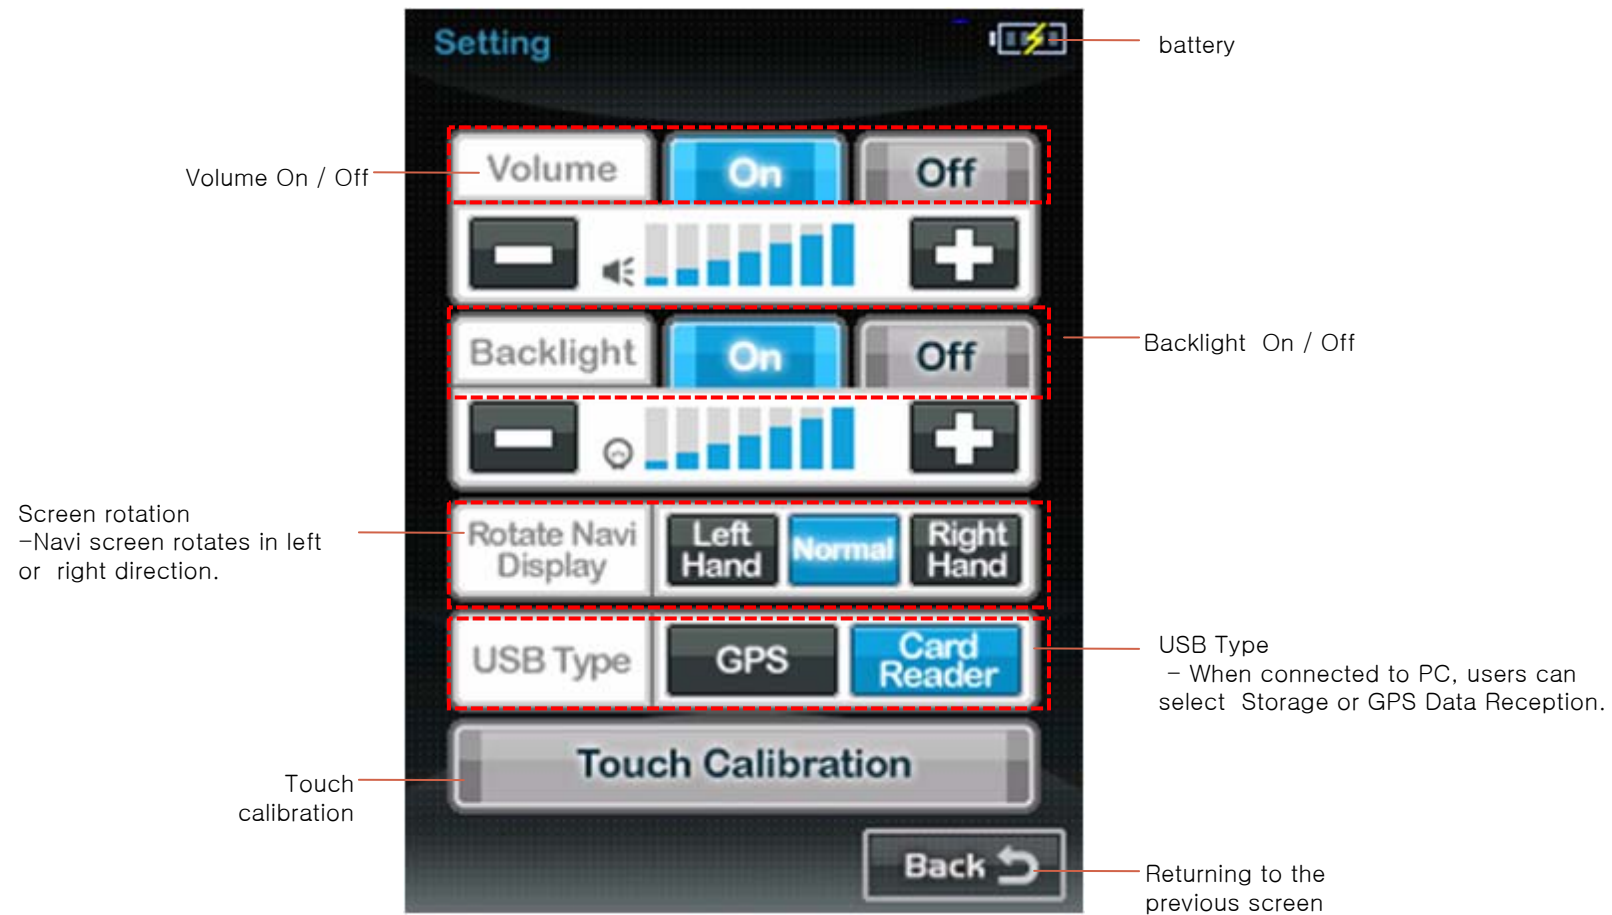 Setting
battery
Volume On / Off
Volume
On
Off
Backlight
On
Off
Backlight On / Off
Screen rotation
-Navi screen rotates in left
or right direction.
Rotate Navi
Display
Left
Hand
Normal
Right
Hand
USB Type
GPS
Card
Reader
USB Type
- When connected to PC, users can
select Storage or GPS Data Reception.
Touch
calibration
Touch Calibration
Back
Returning to the
previous screen